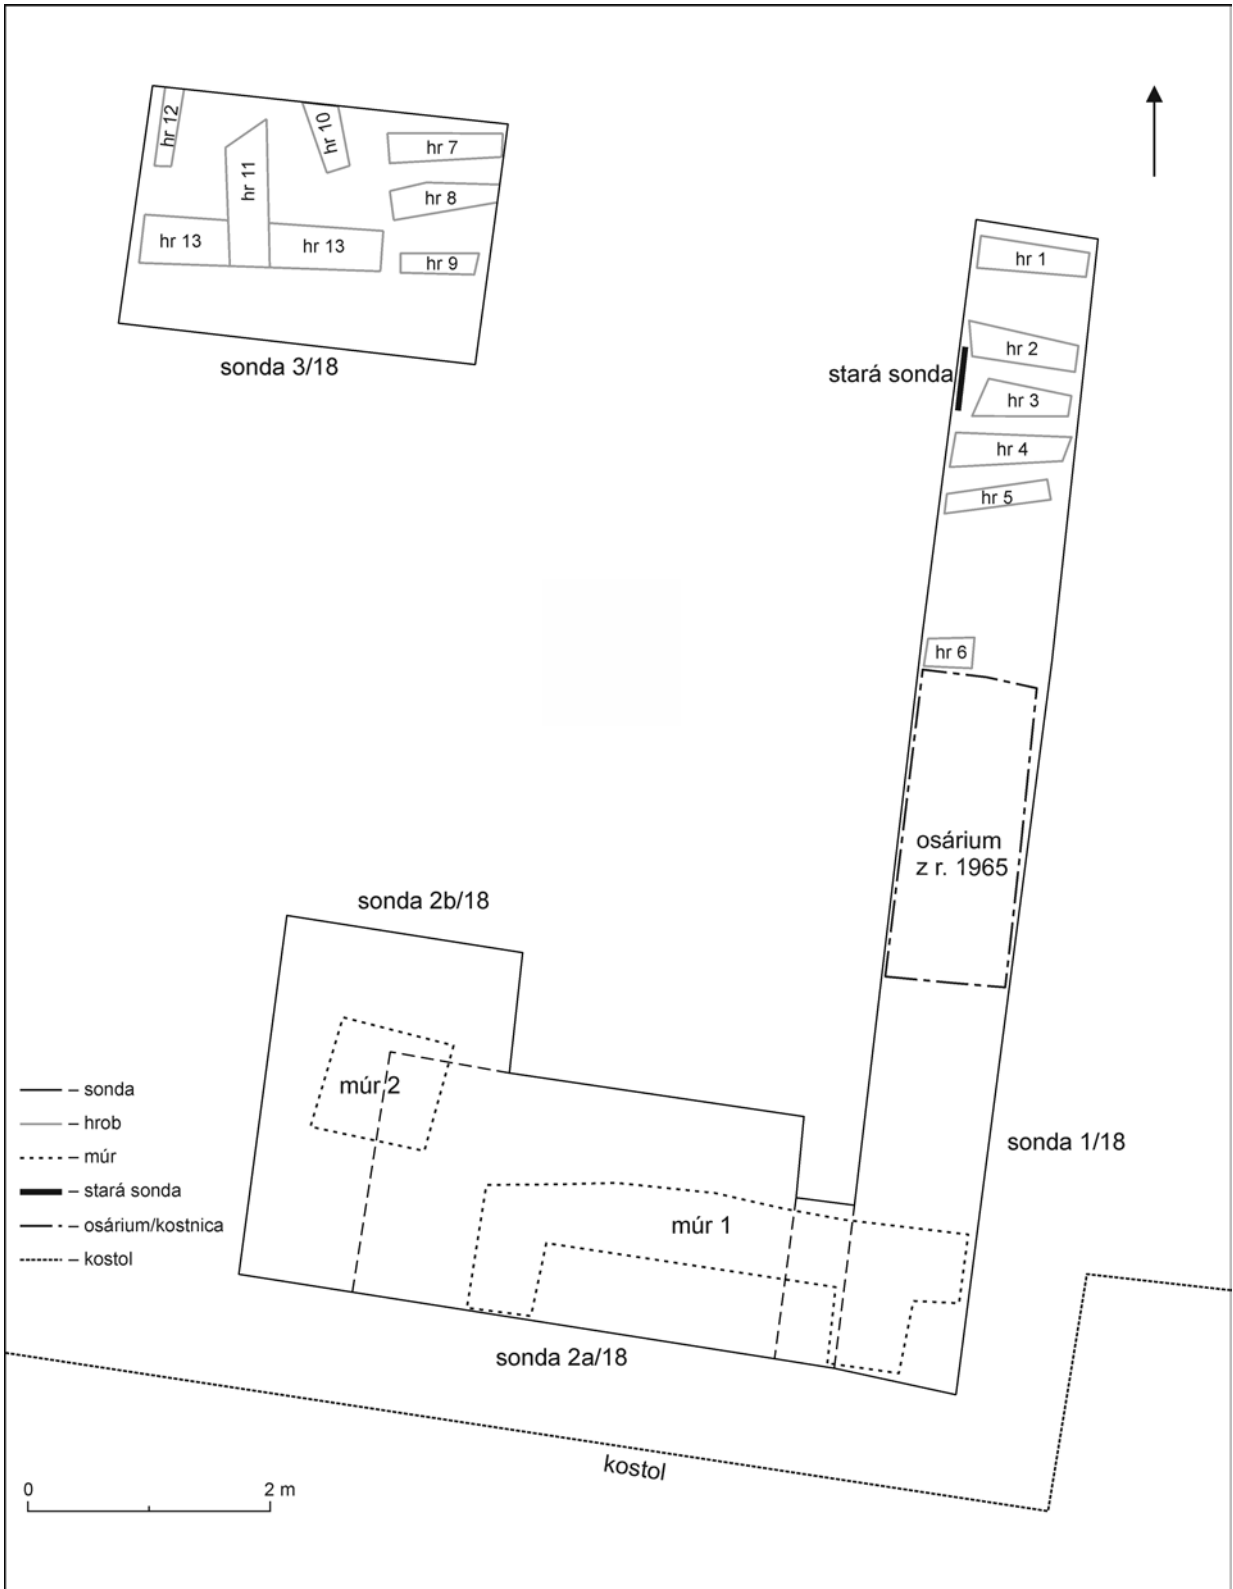 hr 12
hr 10
hr 7
hr 11
hr 8
hr 13
hr 13
hr 9
sonda 3/18
hr 1
hr 2
stará sonda
hr 3
hr 4
hr 5
hr 6
osárium
z r. 1965
sonda 2b/18
múr 2
sonda 1/18
múr 1
– sonda
– hrob
– múr
– stará sonda
– osárium/kostnica
– kostol
sonda 2a/18
kostol
0 2 m